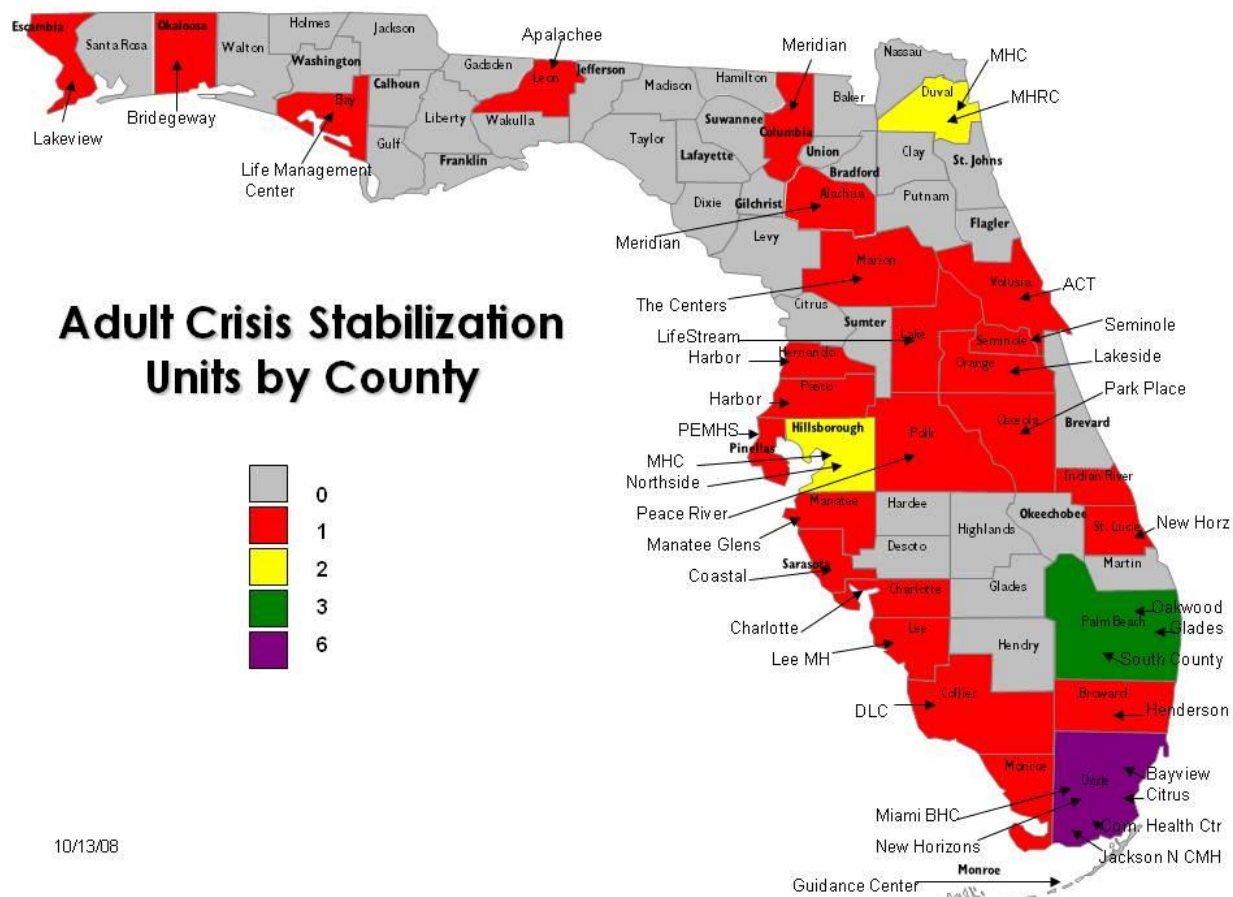 Escambia
Okaloosa
Holmes
Jackson
Santa Rosa
Walton
Washington
Bay
Calhoun
Gulf
Gadsden
Liberty
Franklin
Leon
Wakulla
Jefferson
Madison
Taylor
Hamilton
Suwannee
Lafayette
Dixie
Columbia
Gilchrist
Levy
Baker
Union
Bradford
Alachua
Nassau
Duval
Clay
St. Johns
Putnam
Flagler
Lakeview
Bridegeway
Life Management
Center
Apalachee
Meridian
MHC
MHRC
Meridian
Marion
Volusia
ACT
The Centers
Citrus
Sumter
Lake
Seminole
Seminole
LifeStream
Harbor
Hernando
Orange
Lakeside
Pasco
Harbor
Osceola
Park Place
Brevard
PEMHS
Pinellas
Hillsborough
Polk
MHC
Northside
Indian River
Peace River
Manatee
Hardee
Highlands
Okeechobee
St. Lucie
New Horz
Manatee Glens
Desoto
Coastal
Sarasota
Martin
Glades
Charlotte
Charlotte
Lee
Lee MH
Hendry
Palm Beach
Oakwood
Glades
South County
Collier
DLC
Broward
Henderson
Monroe
Dade
Bayview
Citrus
Miami BHC
Com. Health Ctr
New Horizons
Jackson N CMH
Monroe
Guidance Center
Adult Crisis Stabilization
Units by County
0
1
2
3
6
10/13/08